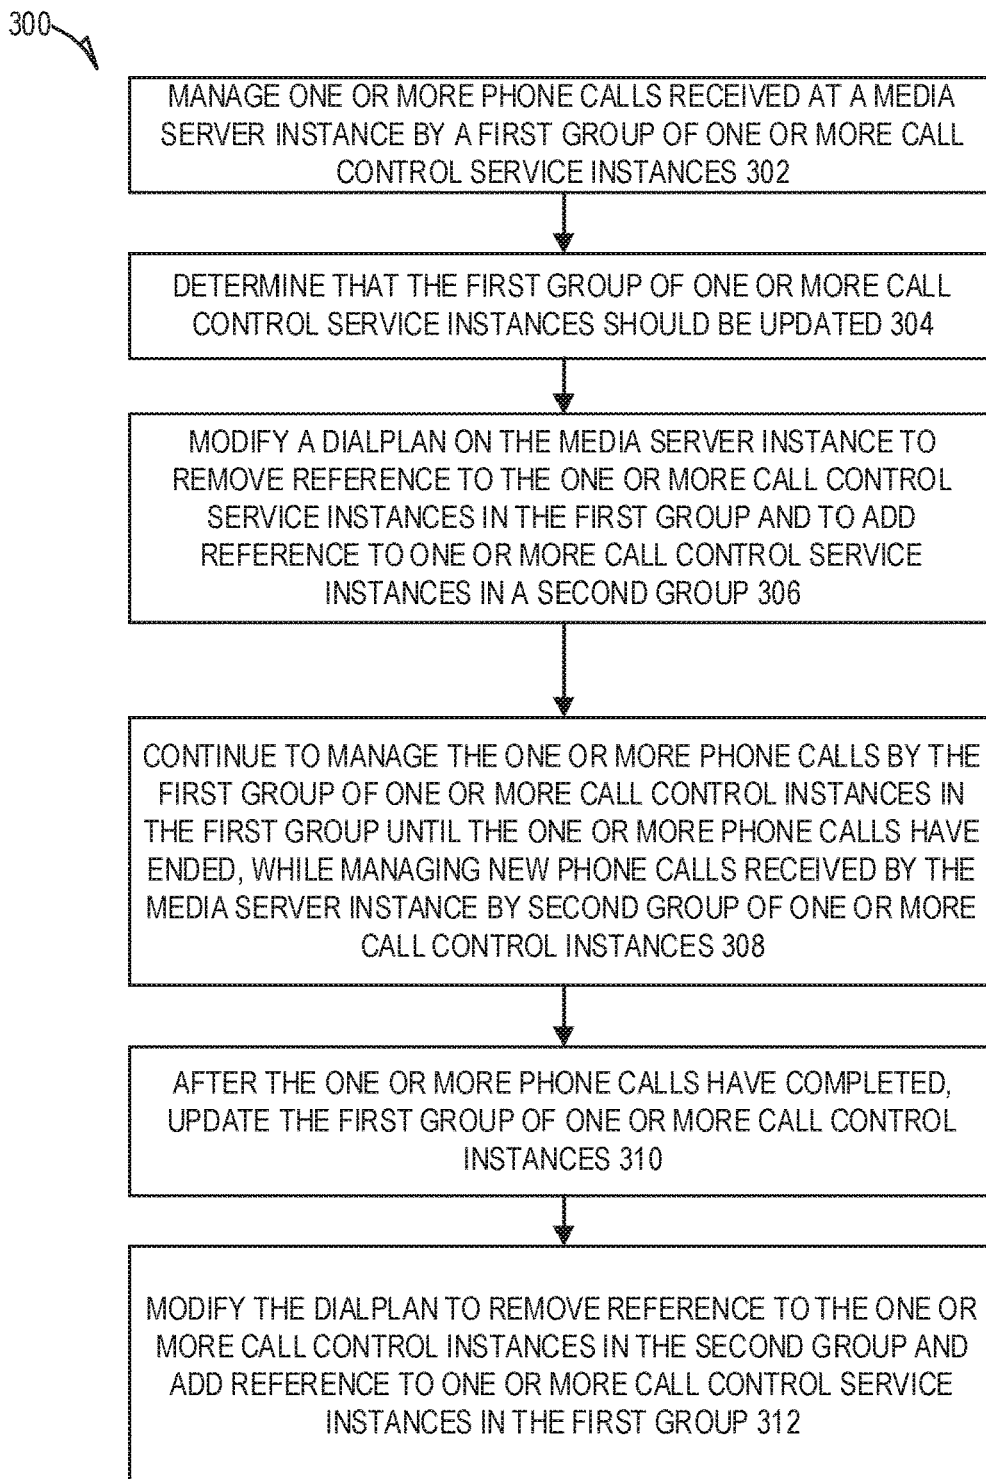 300
MANAGE ONE OR MORE PHONE CALLS RECEIVED AT A MEDIA
SERVER INSTANCE BY A FIRST GROUP OF ONE OR MORE CALL
CONTROL SERVICE INSTANCES 302
DETERMINE THAT THE FIRST GROUP OF ONE OR MORE CALL
CONTROL SERVICE INSTANCES SHOULD BE UPDATED 304
MODIFY A DIALPLAN ON THE MEDIA SERVER INSTANCE TO
REMOVE REFERENCE TO THE ONE OR MORE CALL CONTROL
SERVICE INSTANCES IN THE FIRST GROUP AND TO ADD
REFERENCE TO ONE OR MORE CALL CONTROL SERVICE
INSTANCES IN A SECOND GROUP 306
CONTINUE TO MANAGE THE ONE OR MORE PHONE CALLS BY THE
FIRST GROUP OF ONE OR MORE CALL CONTROL INSTANCES IN
THE FIRST GROUP UNTIL THE ONE OR MORE PHONE CALLS HAVE
ENDED, WHILE MANAGING NEW PHONE CALLS RECEIVED BY THE
MEDIA SERVER INSTANCE BY SECOND GROUP OF ONE OR MORE
CALL CONTROL INSTANCES 308
AFTER THE ONE OR MORE PHONE CALLS HAVE COMPLETED,
UPDATE THE FIRST GROUP OF ONE OR MORE CALL CONTROL
INSTANCES 310
MODIFY THE DIALPLAN TO REMOVE REFERENCE TO THE ONE OR
MORE CALL CONTROL INSTANCES IN THE SECOND GROUP AND
ADD REFERENCE TO ONE OR MORE CALL CONTROL SERVICE
INSTANCES IN THE FIRST GROUP 312